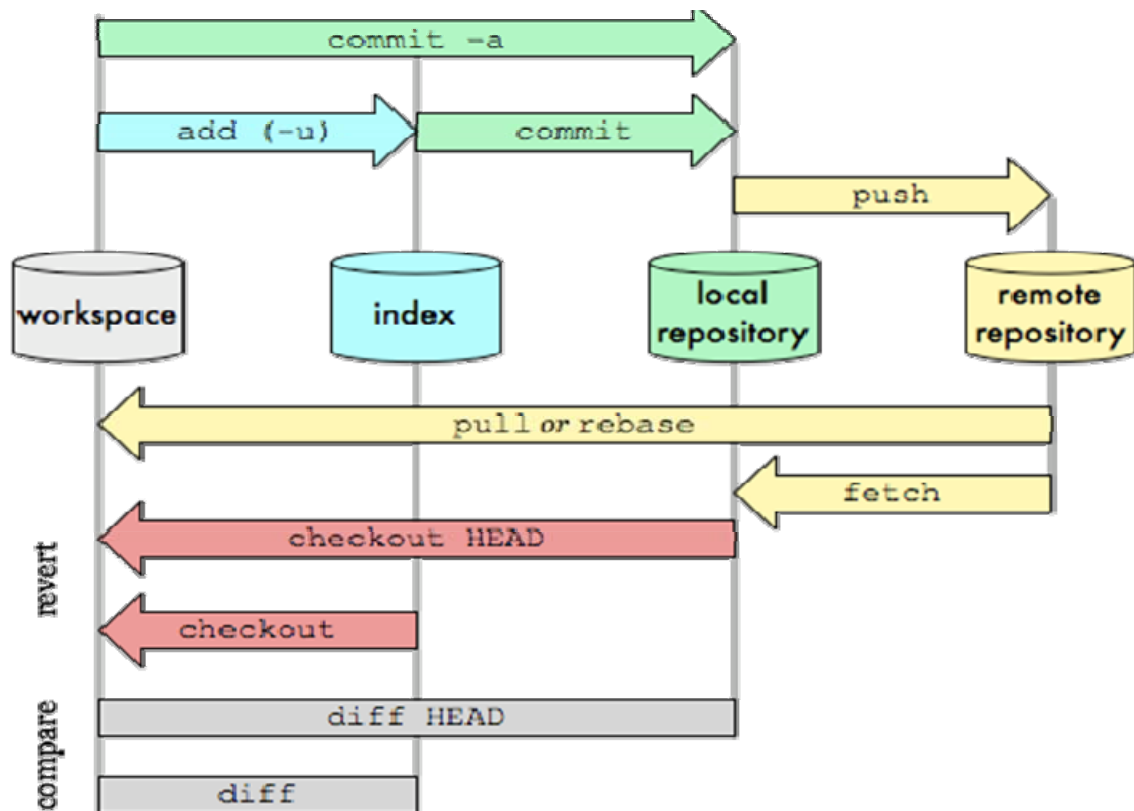 commit -a
add (-u)
commit
push
workspace
index
local
repository
remote
repository
pull or rebase
fetch
revert
checkout HEAD
checkout
compare
diff HEAD
diff